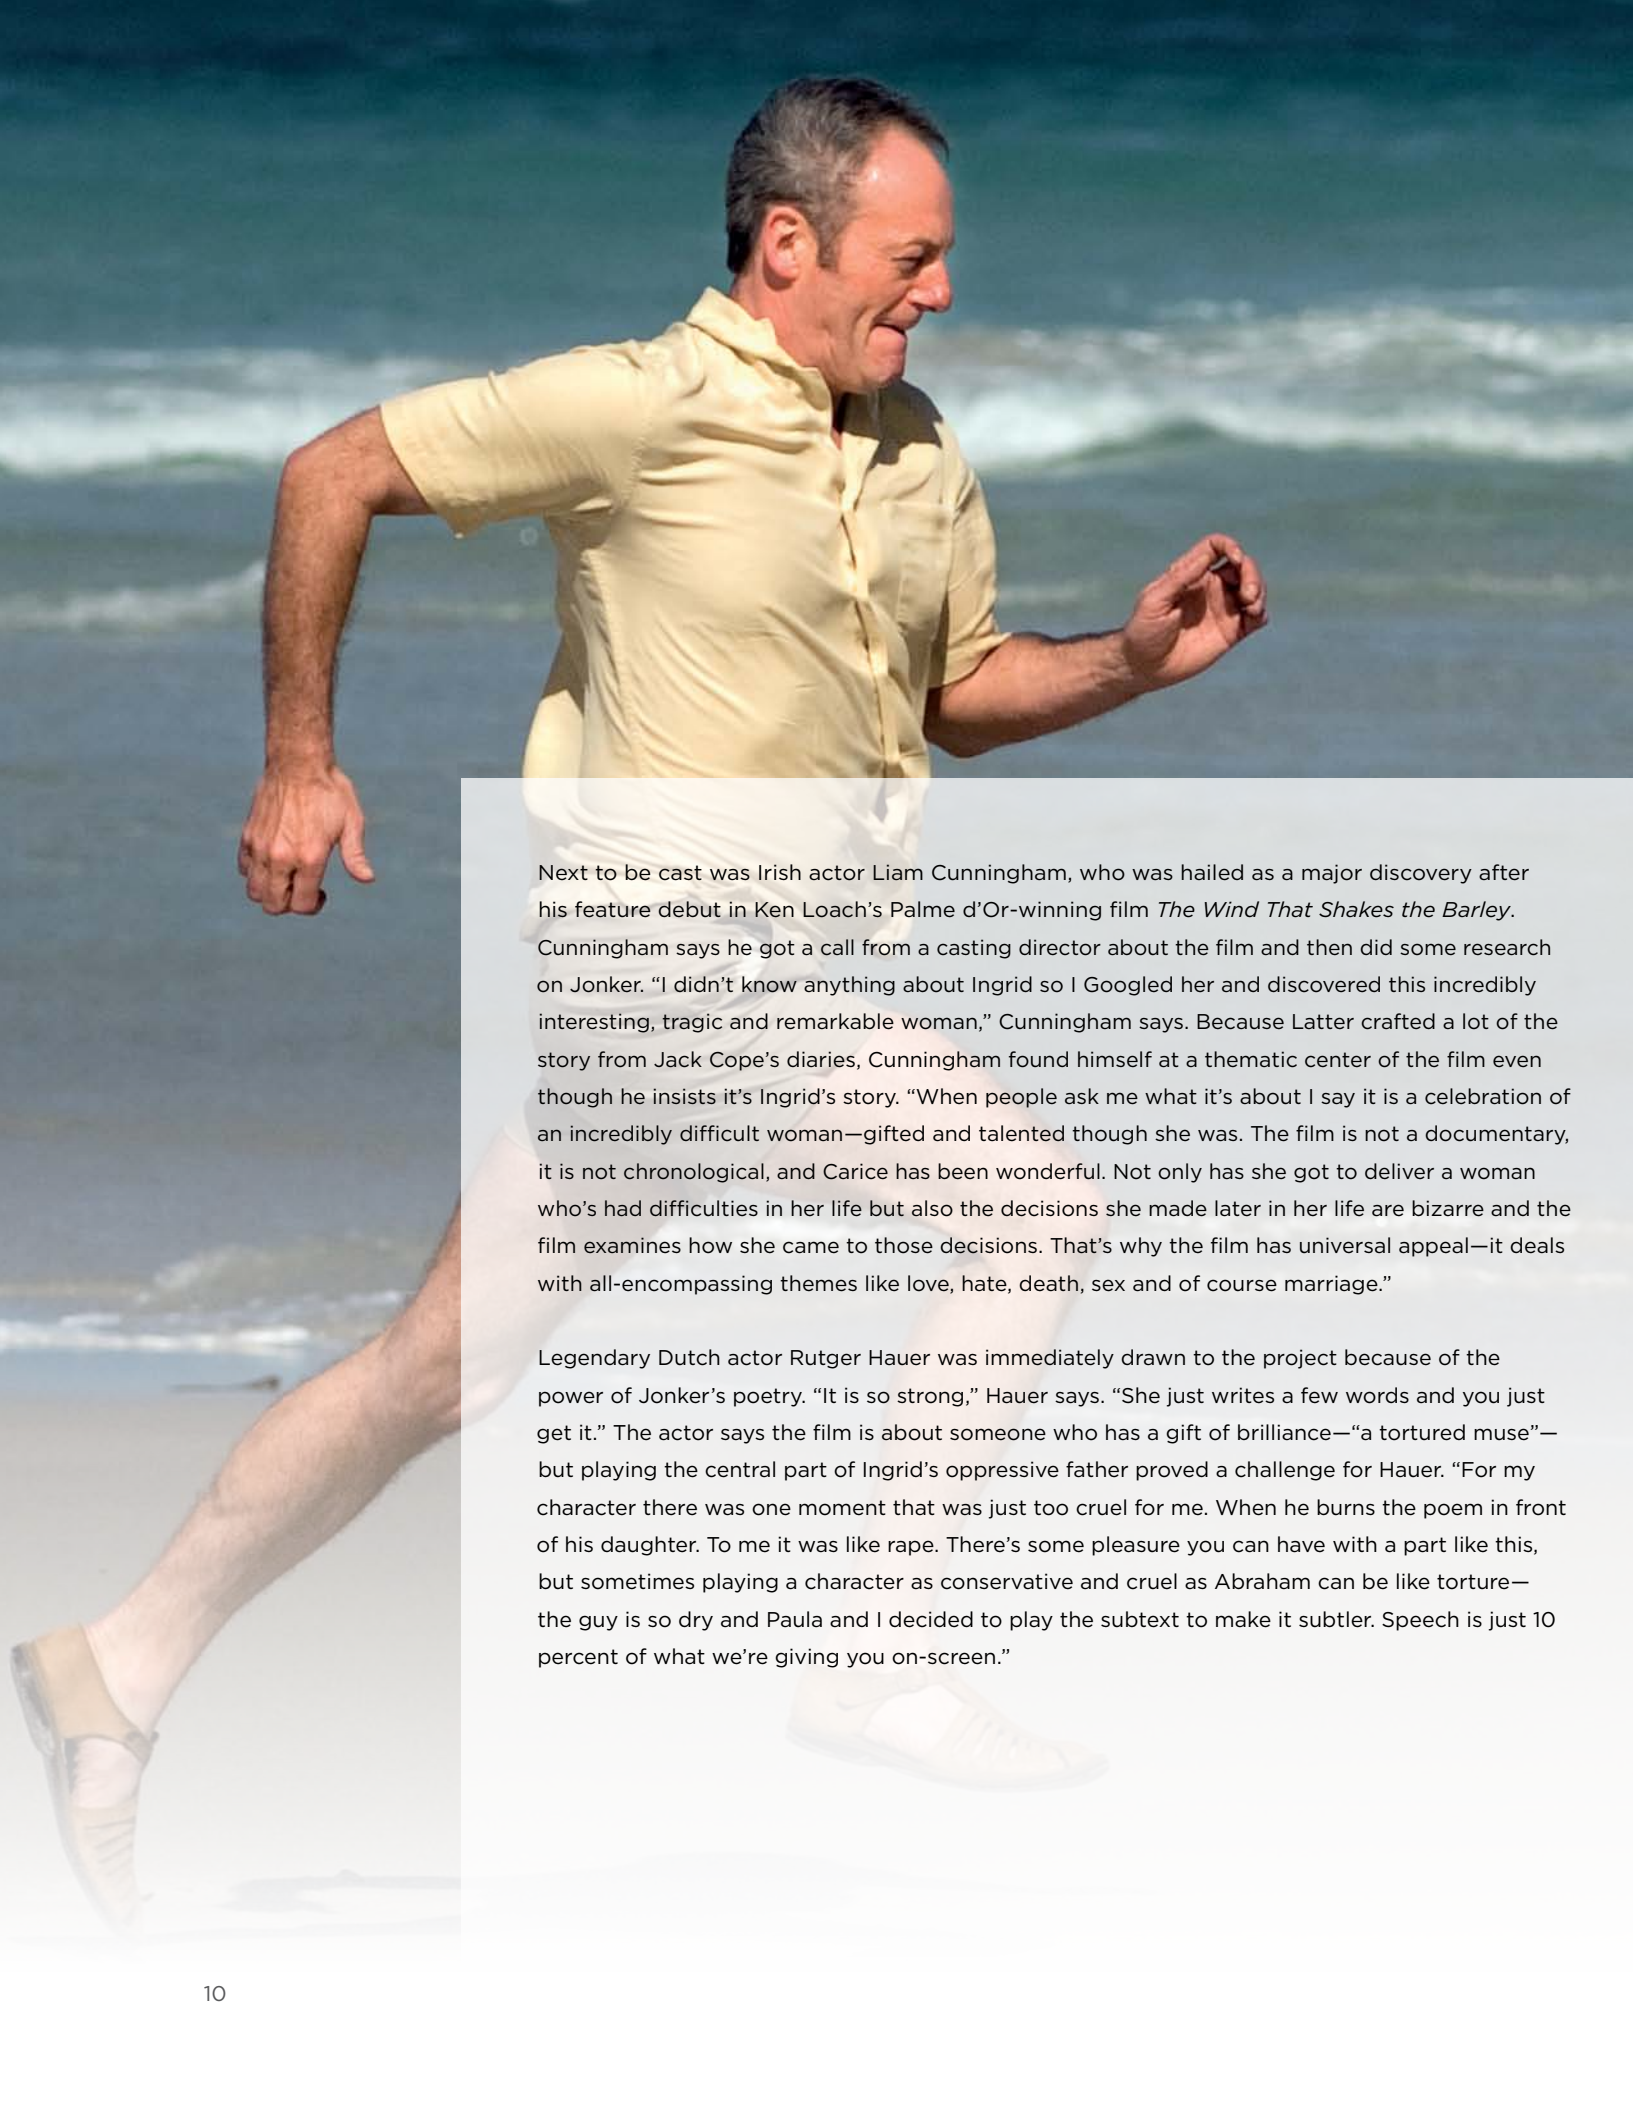 Next to be cast was Irish actor Liam Cunningham, who was hailed as a major discovery after
his feature debut in Ken Loach’s Palme d’Or-winning film The Wind That Shakes the Barley.
Cunningham says he got a call from a casting director about the film and then did some research
on Jonker. “I didn’t know anything about Ingrid so I Googled her and discovered this incredibly
interesting, tragic and remarkable woman,” Cunningham says. Because Latter crafted a lot of the
story from Jack Cope’s diaries, Cunningham found himself at a thematic center of the film even
though he insists it’s Ingrid’s story. “When people ask me what it’s about I say it is a celebration of
an incredibly difficult woman—gifted and talented though she was. The film is not a documentary,
it is not chronological, and Carice has been wonderful. Not only has she got to deliver a woman
who’s had difficulties in her life but also the decisions she made later in her life are bizarre and the
film examines how she came to those decisions. That’s why the film has universal appeal—it deals
with all-encompassing themes like love, hate, death, sex and of course marriage.”
Legendary Dutch actor Rutger Hauer was immediately drawn to the project because of the
power of Jonker’s poetry. “It is so strong,” Hauer says. “She just writes a few words and you just
get it.” The actor says the film is about someone who has a gift of brilliance—“a tortured muse”—
but playing the central part of Ingrid’s oppressive father proved a challenge for Hauer. “For my
character there was one moment that was just too cruel for me. When he burns the poem in front
of his daughter. To me it was like rape. There’s some pleasure you can have with a part like this,
but sometimes playing a character as conservative and cruel as Abraham can be like torture—
the guy is so dry and Paula and I decided to play the subtext to make it subtler. Speech is just 10
percent of what we’re giving you on-screen.”
10